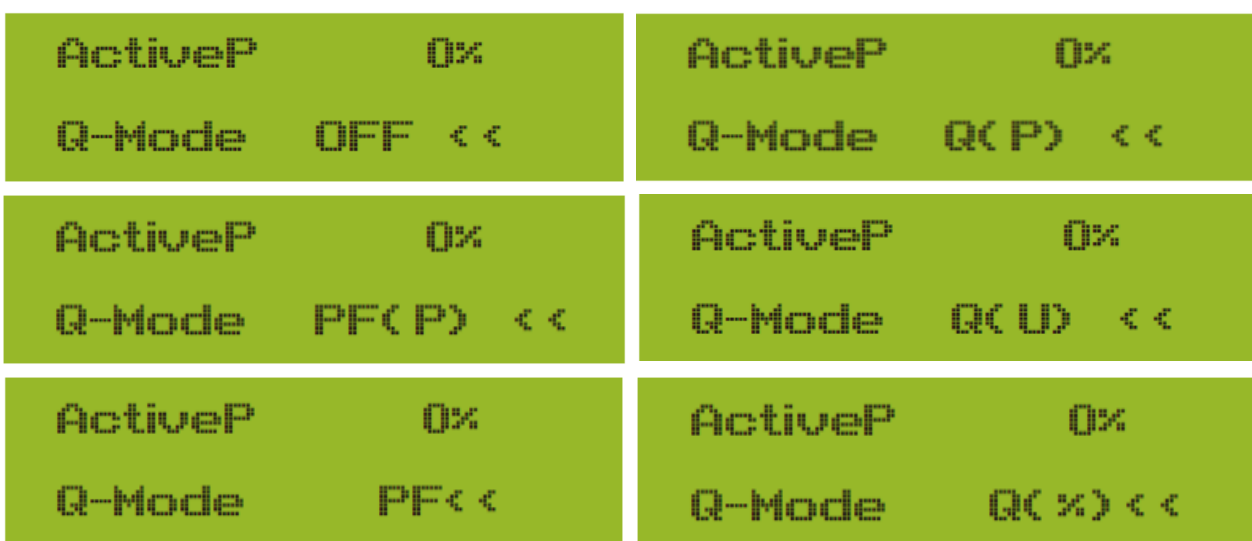 ActiveP 0%
Q-Mode OFF <<
ActiveP 0%
Q-Mode Q(P) <<
ActiveP 0%
Q-Mode PF(P) <<
ActiveP 0%
Q-Mode Q(U) <<
ActiveP 0%
Q-Mode PF<<
ActiveP 0%
Q-Mode Q(%)<<